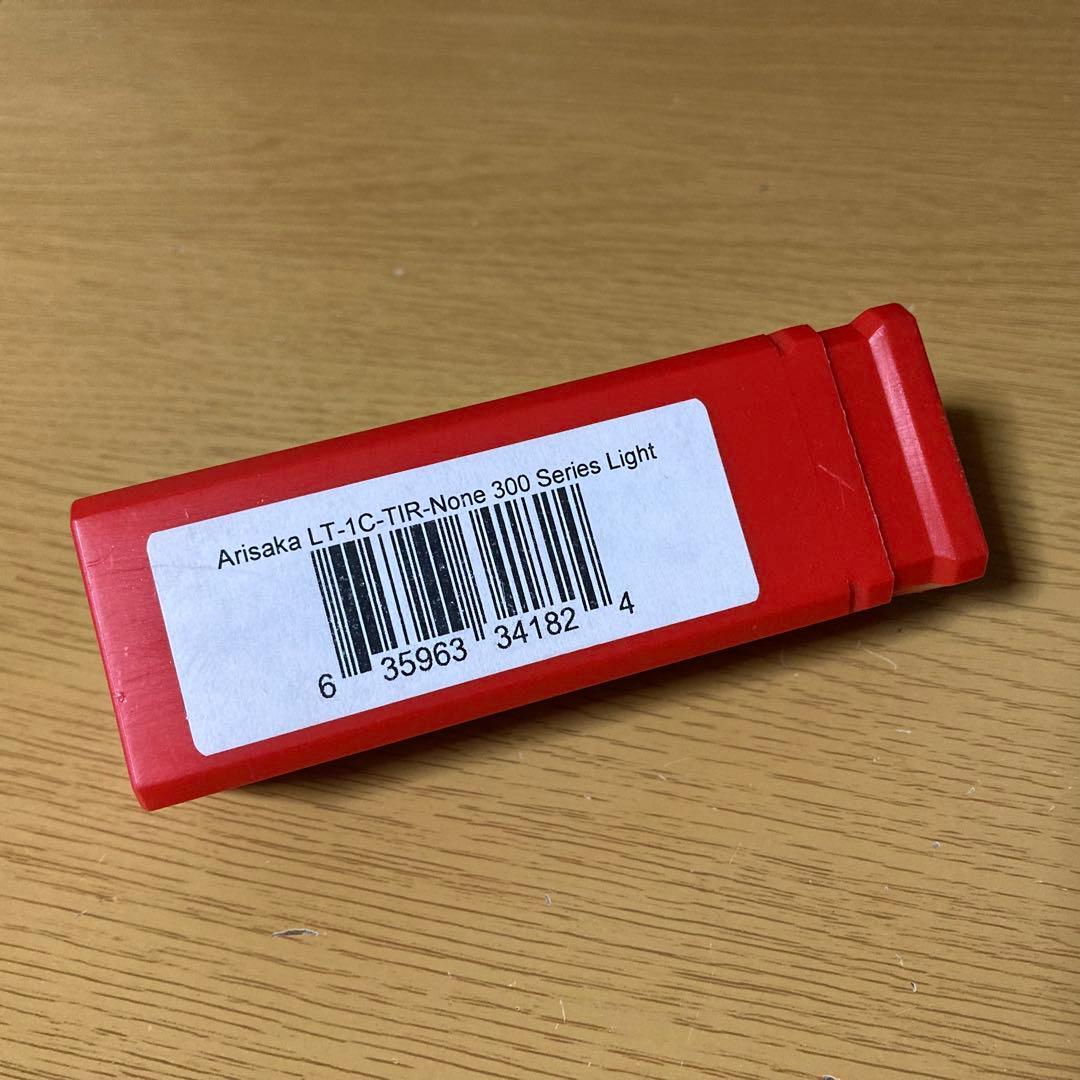 Arisaka LT-1C-TIR-None 300 Series Light
6 35963 34182 4